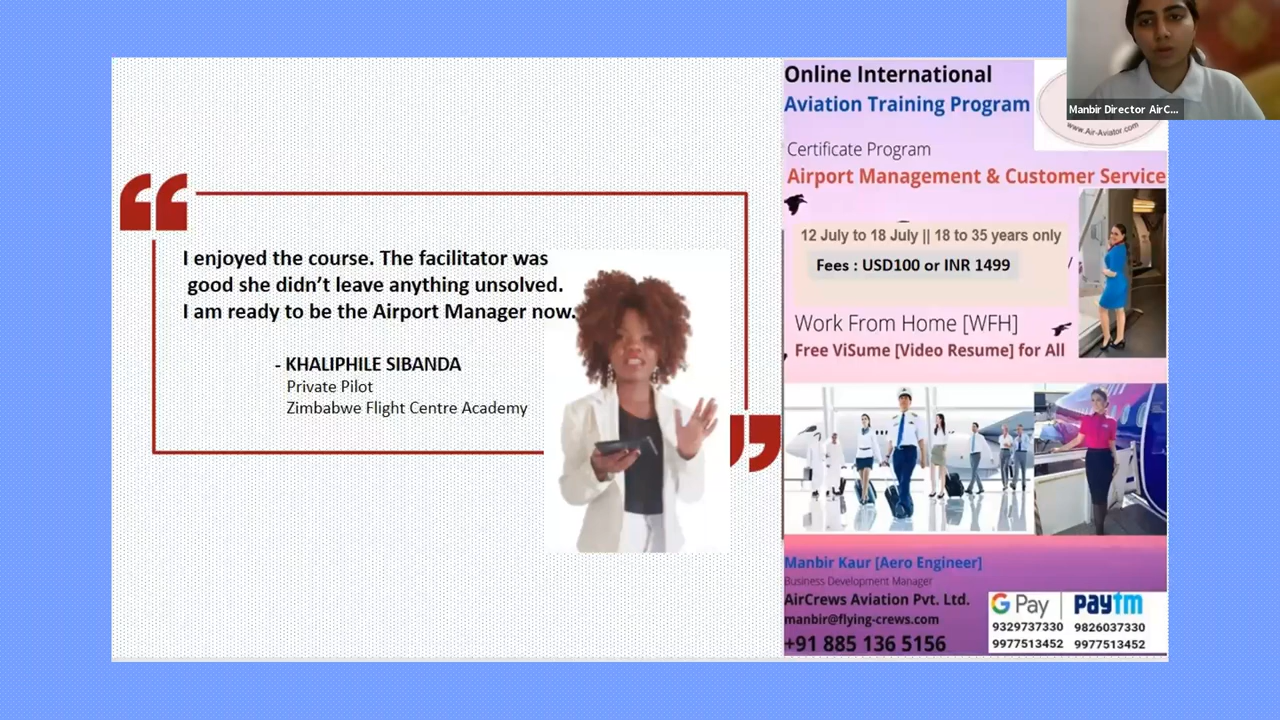 I enjoyed the course. The facilitator was
good she didn’t leave anything unsolved.
I am ready to be the Airport Manager now.
- KHALIPHILE SIBANDA
Private Pilot
Zimbabwe Flight Centre Academy
Online International
Aviation Training Program
www.Air-Aviator.com
Certificate Program
Airport Management & Customer Service
12 July to 18 July || 18 to 35 years only
Fees : USD100 or INR 1499
Work From Home [WFH]
Free ViSume [Video Resume] for All
Manbir Kaur [Aero Engineer]
Business Development Manager
AirCrews Aviation Pvt. Ltd.
manbir@flying-crews.com
+91 885 136 5156
G Pay
9329737330
9977513452
paytm
9826037330
9977513452
Manbir Director AirC...